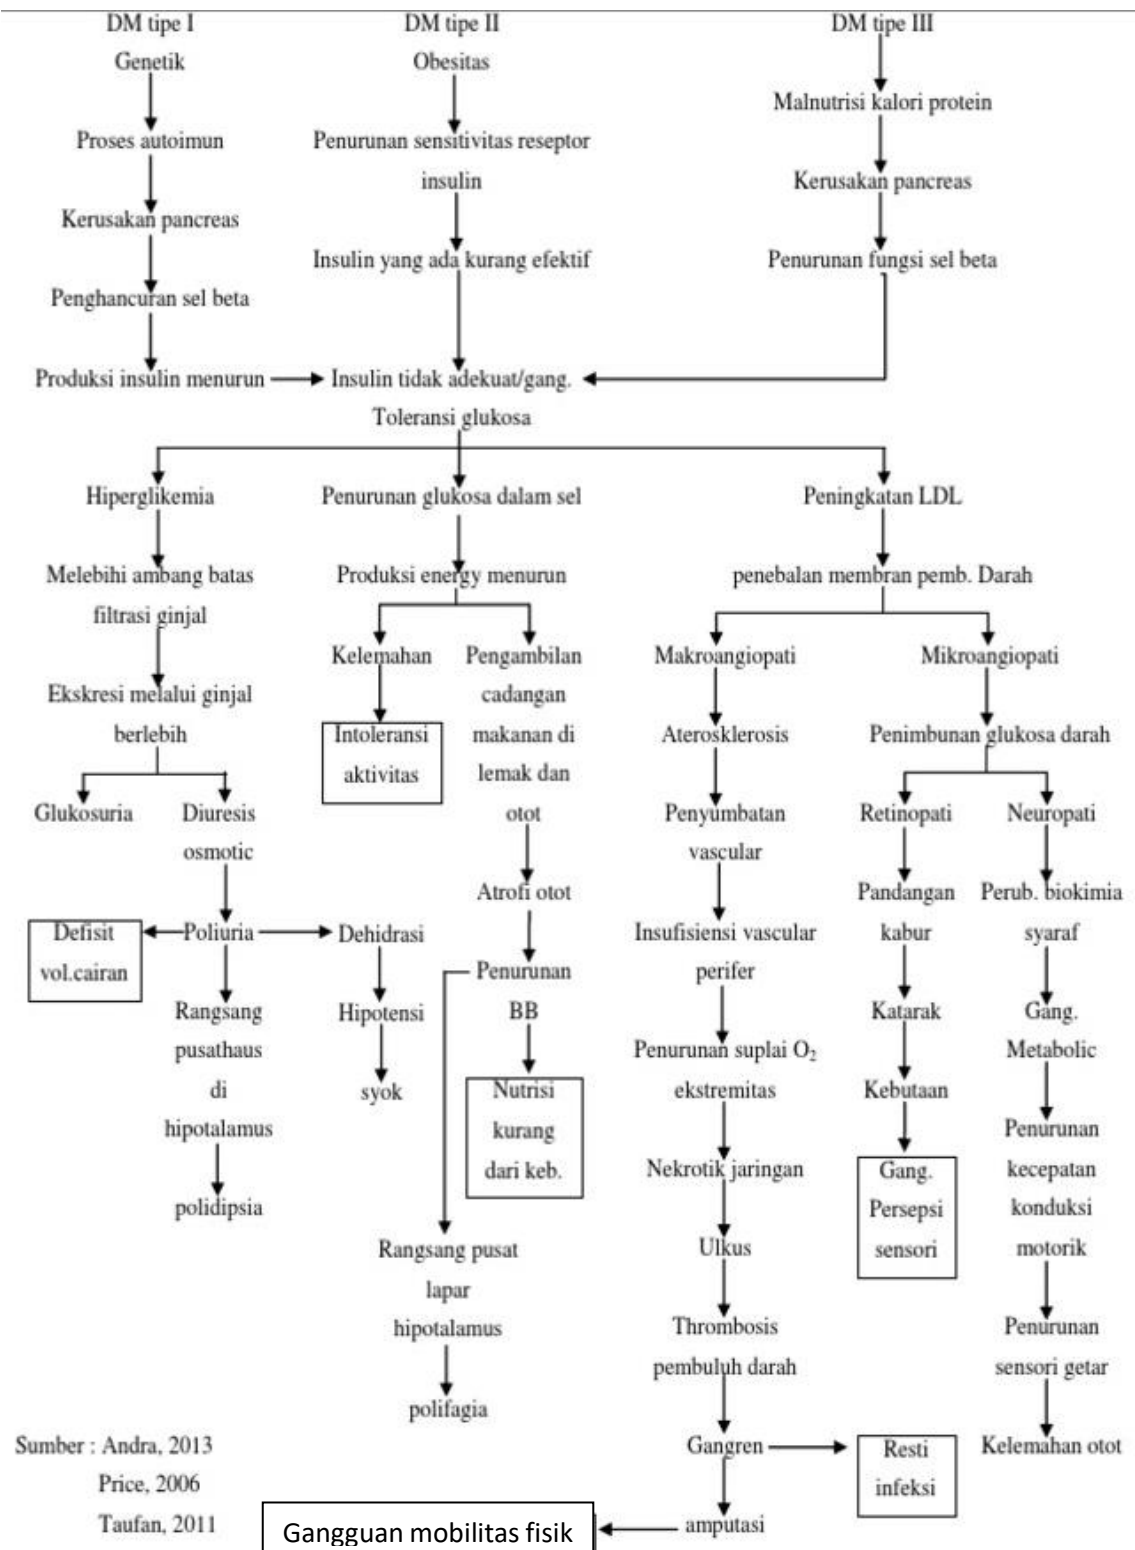 DM tipe I
Genetik
Proses autoimun
Kerusakan pancreas
Penghancuran sel beta
Produksi insulin menurun
DM tipe II
Obesitas
Penurunan sensitivitas reseptor
insulin
Insulin yang ada kurang efektif
Insulin tidak adekuat/gang.
Toleransi glukosa
DM tipe III
Malnutrisi kalori protein
Kerusakan pancreas
Penurunan fungsi sel beta
Hiperglikemia
Melebihi ambang batas
filtrasi ginjal
Ekskresi melalui ginjal
berlebih
Glukosuria
Diuresis
osmotic
Poliuria
Defisit
vol.cairan
Rangsang
pusathaus
di
hipotalamus
polidipsia
Dehidrasi
Hipotensi
syok
Penurunan glukosa dalam sel
Produksi energy menurun
Kelemahan
Intoleransi
aktivitas
Pengambilan
cadangan
makanan di
lemak dan
otot
Atrofi otot
Penurunan
BB
Nutrisi
kurang
dari keb.
Rangsang pusat
lapar
hipotalamus
polifagia
Peningkatan LDL
penebalan membran pemb. Darah
Makroangiopati
Aterosklerosis
Penyumbatan
vascular
Insufisiensi vascular
perifer
Penurunan suplai O₂
ekstremitas
Nekrotik jaringan
Ulkus
Thrombosis
pembuluh darah
Gangren
Resti
infeksi
amputasi
Gangguan mobilitas fisik
Mikroangiopati
Penimbunan glukosa darah
Retinopati
Pandangan
kabur
Katarak
Kebutaan
Gang.
Persepsi
sensori
Neuropati
Perub. biokimia
syaraf
Gang.
Metabolic
Penurunan
kecepatan
konduksi
motorik
Penurunan
sensori getar
Kelemahan otot
Sumber : Andra, 2013
Price, 2006
Taufan, 2011